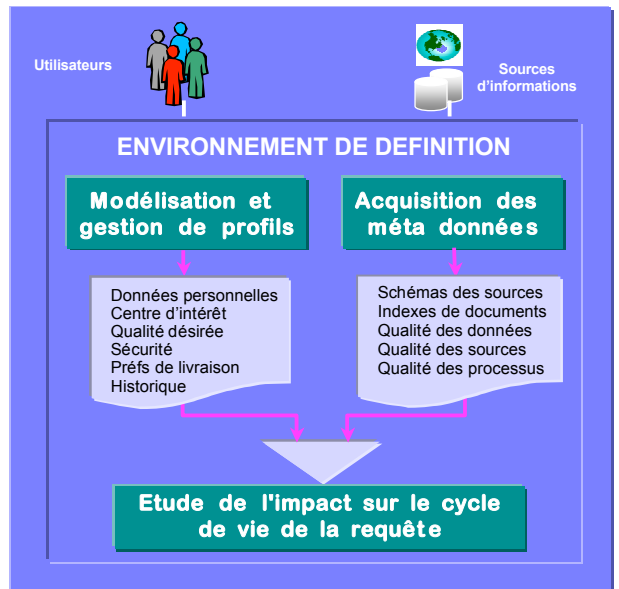 Utilisateurs
Sources
d'informations
ENVIRONNEMENT DE DEFINITION
Modélisation et
gestion de profils
Acquisition des
méta données
Données personnelles
Centre d'intérêt
Qualité désirée
Sécurité
Préfs de livraison
Historique
Schémas des sources
Indexes de documents
Qualité des données
Qualité des sources
Qualité des processus
Etude de l'impact sur le cycle
de vie de la requête